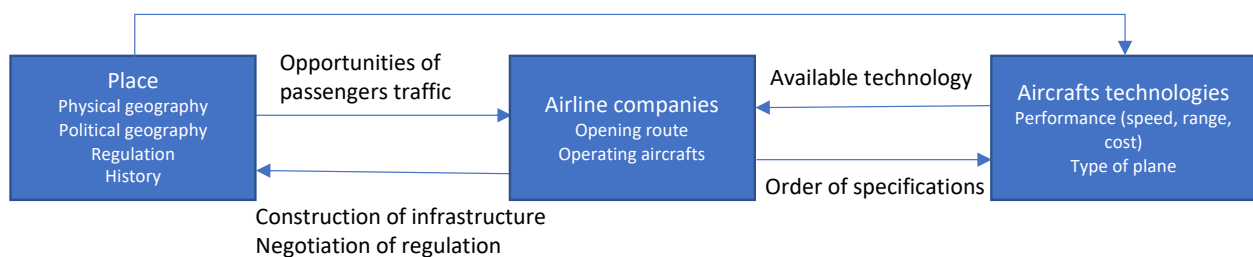 Place
Physical geography
Political geography
Regulation
History
Opportunities of
passengers traffic
Construction of infrastructure
Negotiation of regulation
Airline companies
Opening route
Operating aircrafts
Available technology
Order of specifications
Aircrafts technologies
Performance (speed, range,
cost)
Type of plane